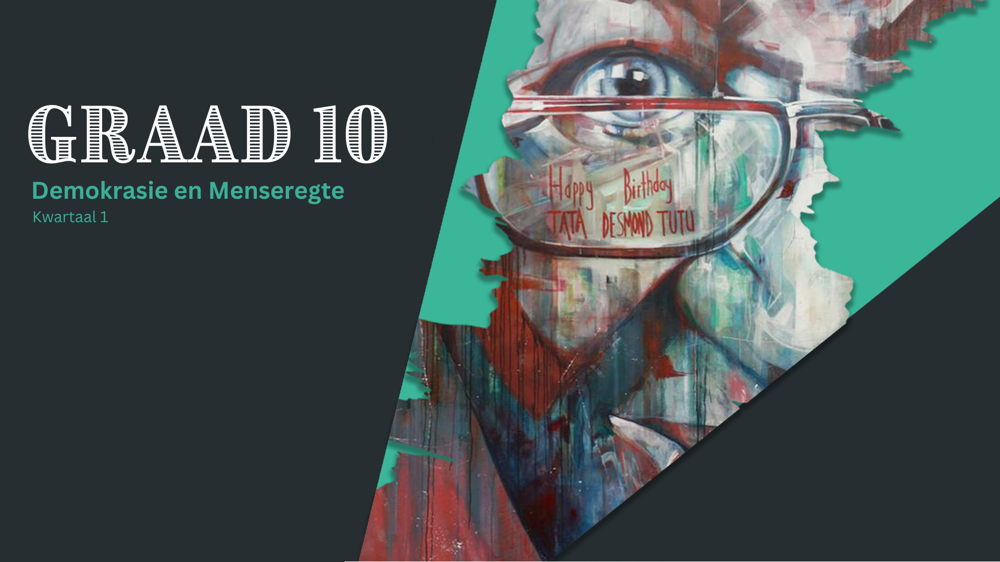 GRAAD 10
Demokrasie en Menseregte
Kwartaal 1
Happy Birthday
TATA DESMOND TUTU